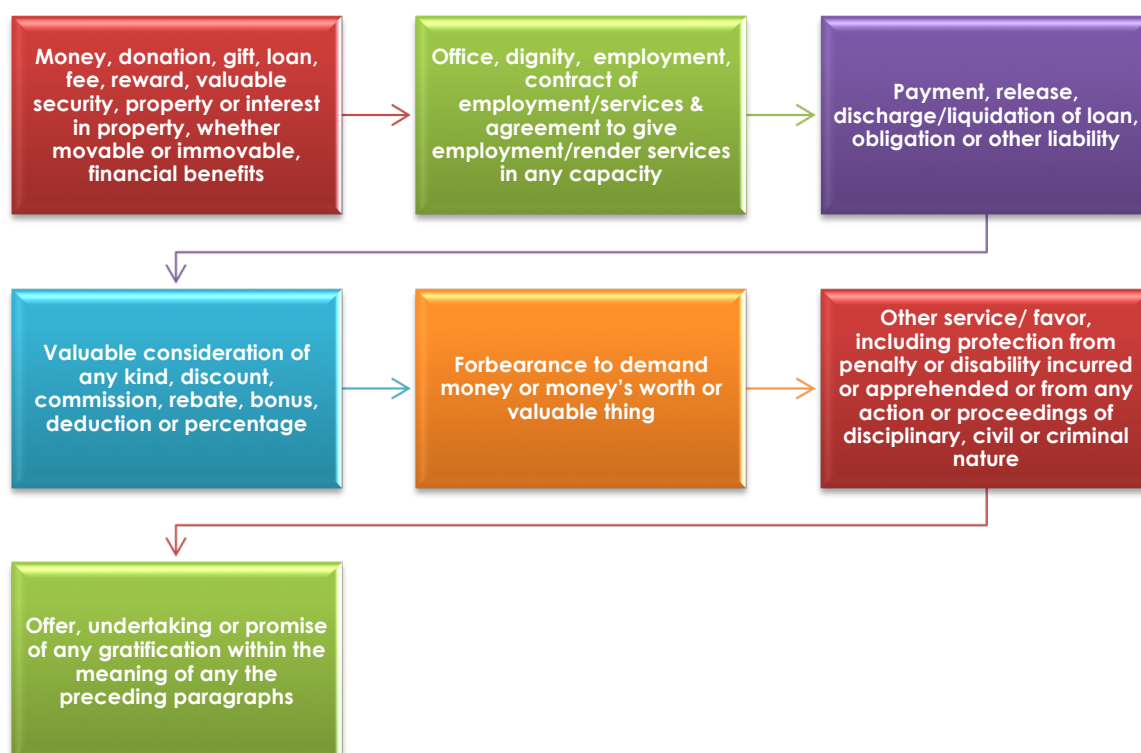 Money, donation, gift, loan,
fee, reward, valuable
security, property or interest
in property, whether
movable or immovable,
financial benefits
Office, dignity, employment,
contract of
employment/services &
agreement to give
employment/render services
in any capacity
Payment, release,
discharge/liquidation of loan,
obligation or other liability
Valuable consideration of
any kind, discount,
commission, rebate, bonus,
deduction or percentage
Forbearance to demand
money or money's worth or
valuable thing
Other service/ favor,
including protection from
penalty or disability incurred
or apprehended or from any
action or proceedings of
disciplinary, civil or criminal
nature
Offer, undertaking or promise
of any gratification within the
meaning of any the
preceding paragraphs